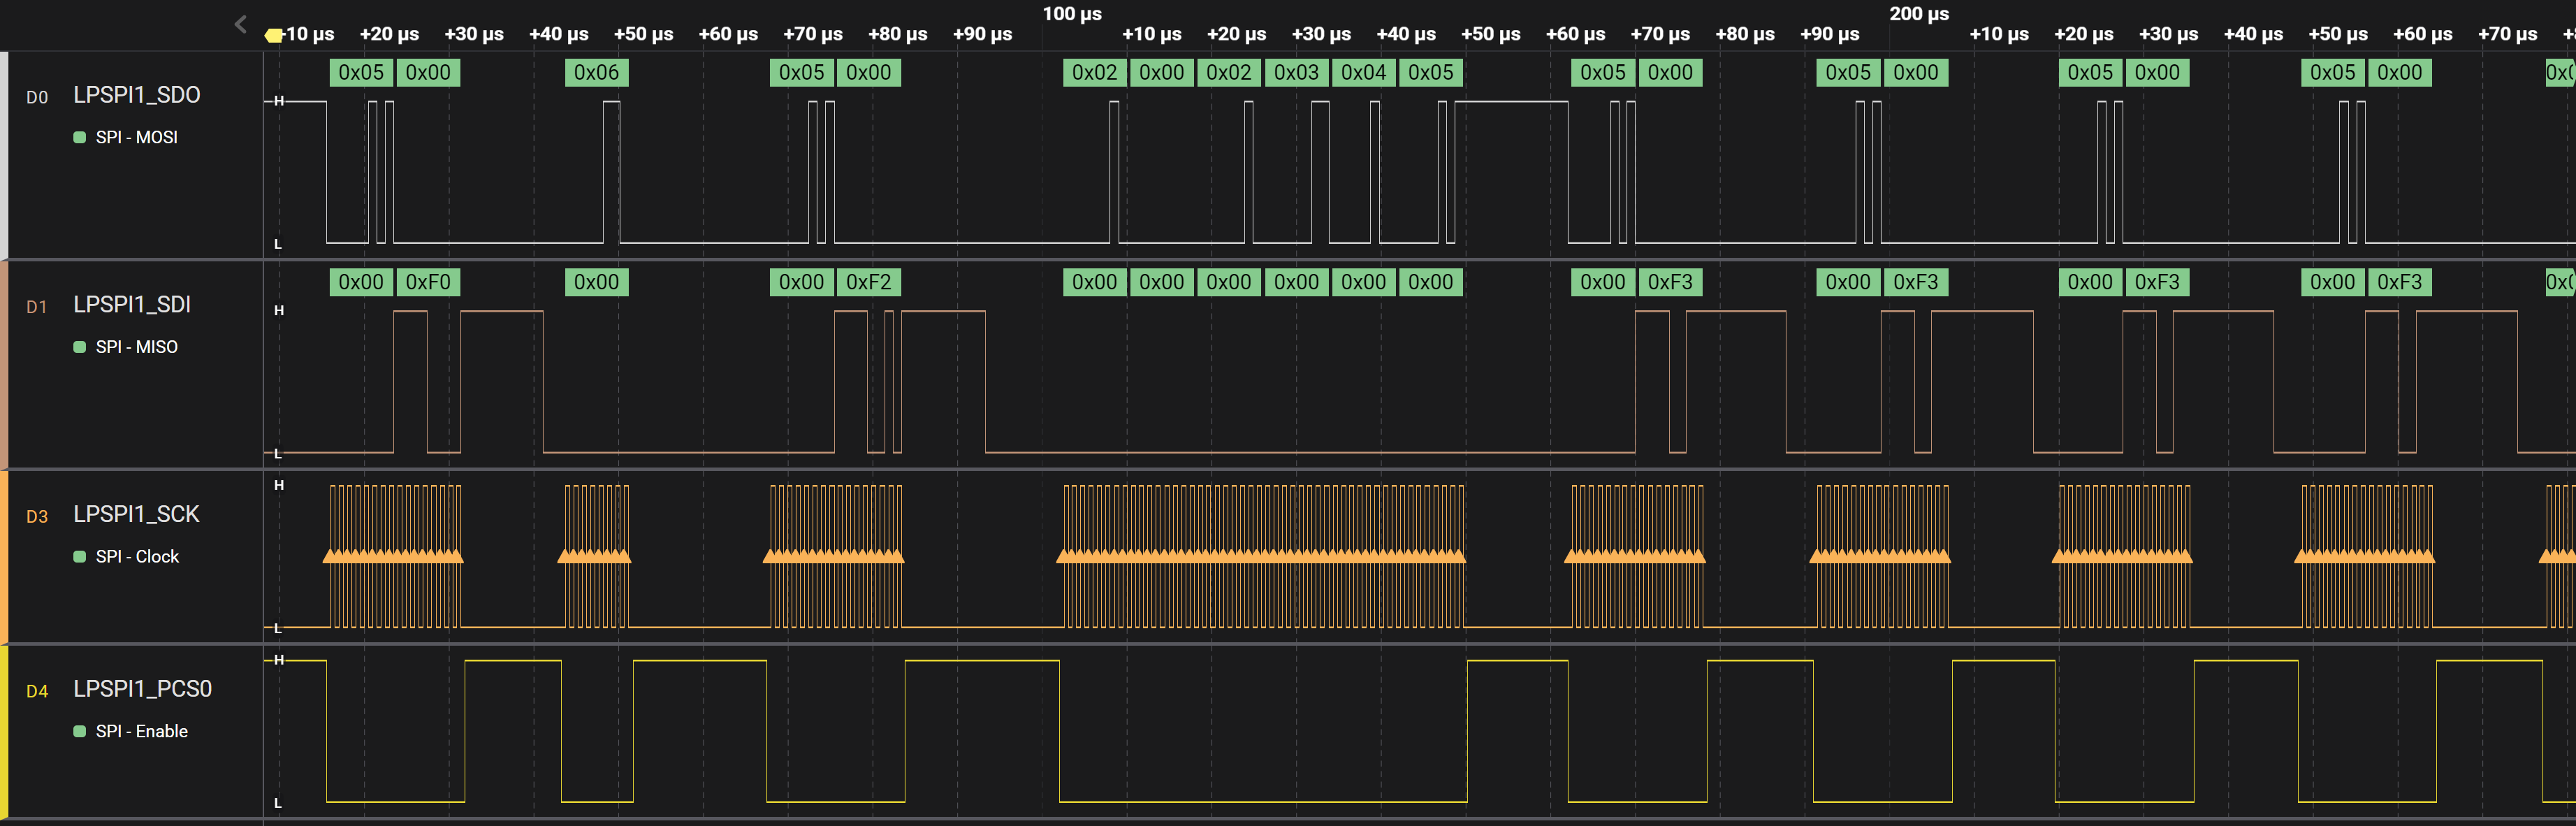 100 µs 200 µs
+10 µs +20 µs +30 µs +40 µs +50 µs +60 µs +70 µs +80 µs +90 µs +10 µs +20 µs +30 µs +40 µs +50 µs +60 µs +70 µs +80 µs +90 µs +10 µs +20 µs +30 µs +40 µs +50 µs +60 µs +70 µs
0x05 0x00 0x06 0x05 0x00 0x02 0x00 0x02 0x03 0x04 0x05 0x05 0x00 0x05 0x00 0x05 0x00 0x05 0x00
D0 LPSPI1_SDO H
SPI - MOSI
L
0x00 0xF0 0x00 0x00 0xF2 0x00 0x00 0x00 0x00 0x00 0x00 0x00 0xF3 0x00 0xF3 0x00 0xF3 0x00 0xF3
D1 LPSPI1_SDI H
SPI - MISO
L
H
D3 LPSPI1_SCK
SPI - Clock
L
H
D4 LPSPI1_PCS0
SPI - Enable
L